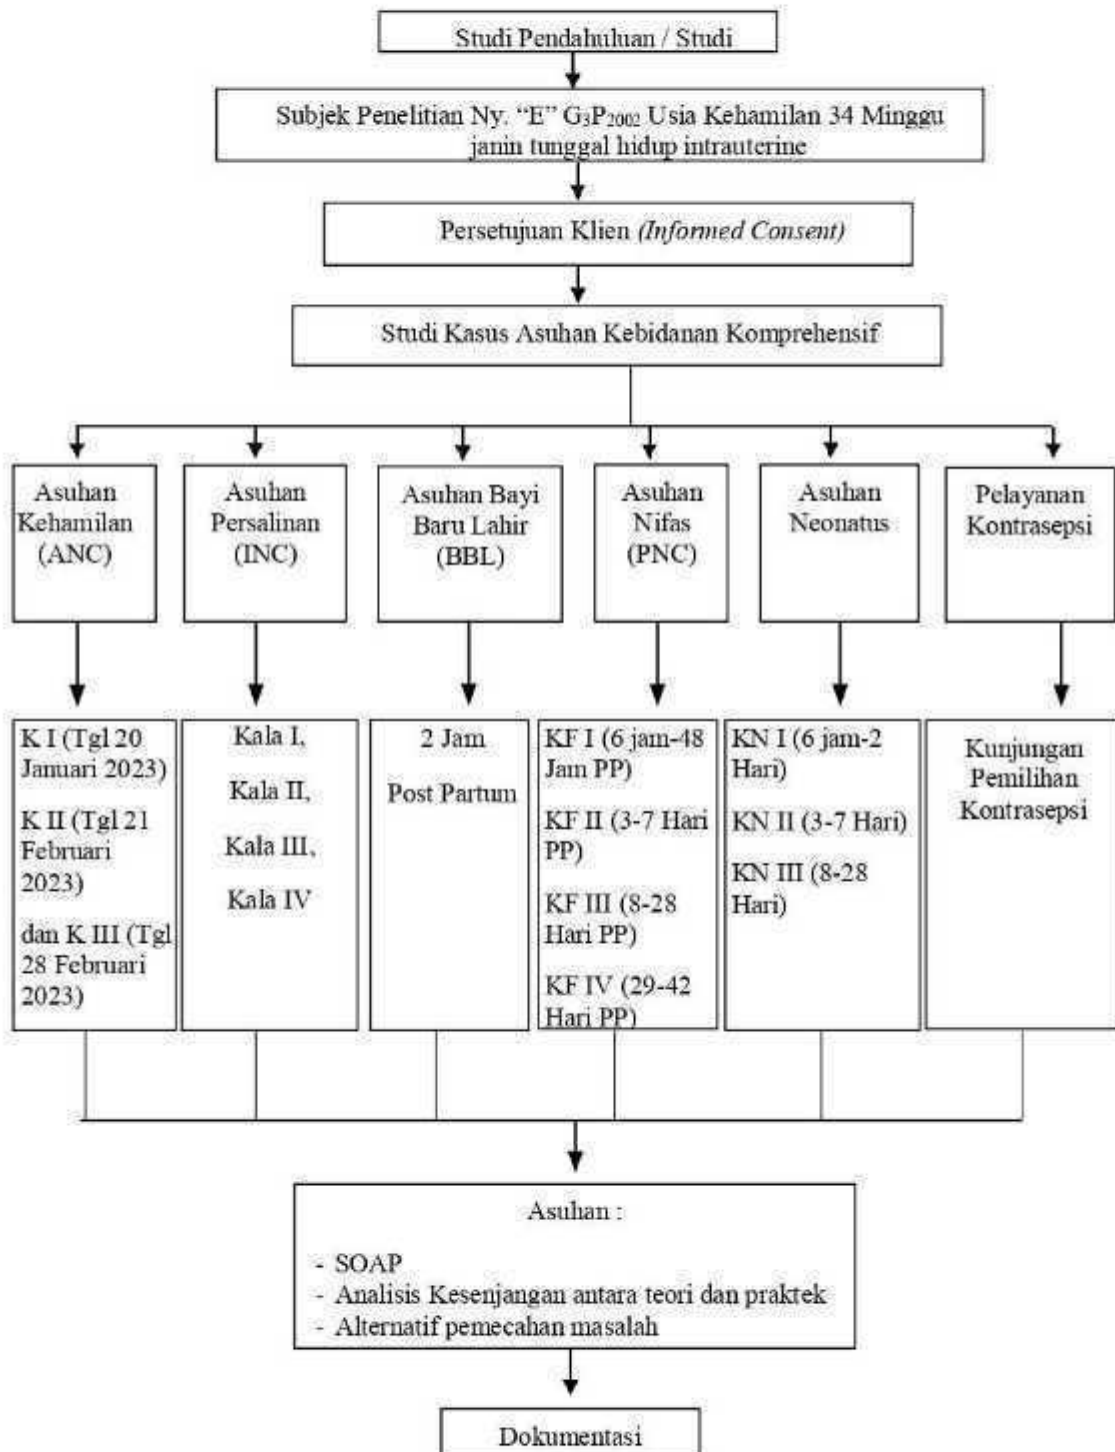 Studi Pendahuluan / Studi
Subjek Penelitian Ny. “E” G₃P₂₀₀₂ Usia Kehamilan 34 Minggu
janin tunggal hidup intrauterine
Persetujuan Klien (Informed Consent)
Studi Kasus Asuhan Kebidanan Komprehensif
Asuhan
Kehamilan
(ANC)
Asuhan
Persalinan
(INC)
Asuhan Bayi
Baru Lahir
(BBL)
Asuhan
Nifas
(PNC)
Asuhan
Neonatus
Pelayanan
Kontrasepsi
K I (Tgl 20
Januari 2023)
K II (Tgl 21
Februari
2023)
dan K III (Tgl
28 Februari
2023)
Kala I,
Kala II,
Kala III,
Kala IV
2 Jam
Post Partum
KF I (6 jam-48
Jam PP)
KF II (3-7 Hari
PP)
KF III (8-28
Hari PP)
KF IV (29-42
Hari PP)
KN I (6 jam-2
Hari)
KN II (3-7 Hari)
KN III (8-28
Hari)
Kunjungan
Pemilihan
Kontrasepsi
Asuhan :
- SOAP
- Analisis Kesenjangan antara teori dan praktek
- Alternatif pemecahan masalah
Dokumentasi